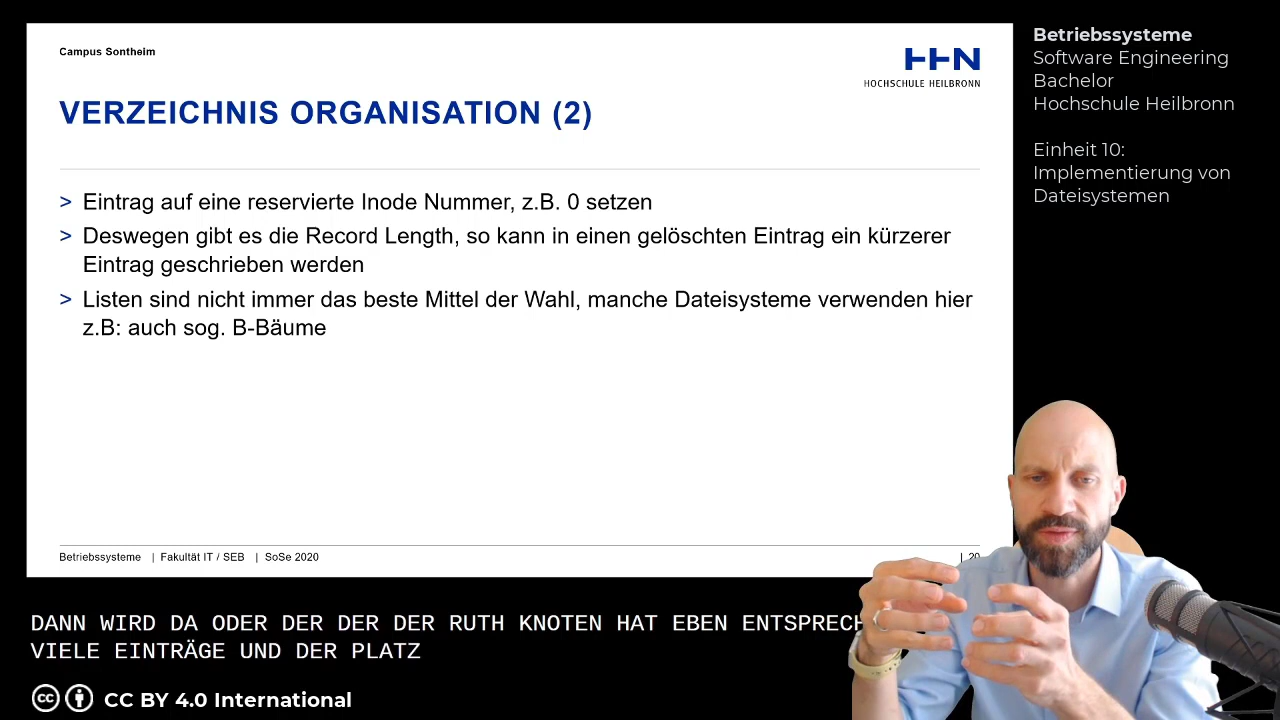 Campus Sontheim
HHN
HOCHSCHULE HEILBRONN
VERZEICHNIS ORGANISATION (2)
> Eintrag auf eine reservierte Inode Nummer, z.B. 0 setzen
> Deswegen gibt es die Record Length, so kann in einen gelöschten Eintrag ein kürzerer
Eintrag geschrieben werden
> Listen sind nicht immer das beste Mittel der Wahl, manche Dateisysteme verwenden hier
z.B: auch sog. B-Bäume
Betriebssysteme | Fakultät IT / SEB | SoSe 2020
| 20
Betriebssysteme
Software Engineering
Bachelor
Hochschule Heilbronn
Einheit 10:
Implementierung von
Dateisystemen
DANN WIRD DA ODER DER DER DER RUTH KNOTEN HAT EBEN ENTSPRECH
VIELE EINTRÄGE UND DER PLATZ
cc CC BY 4.0 International